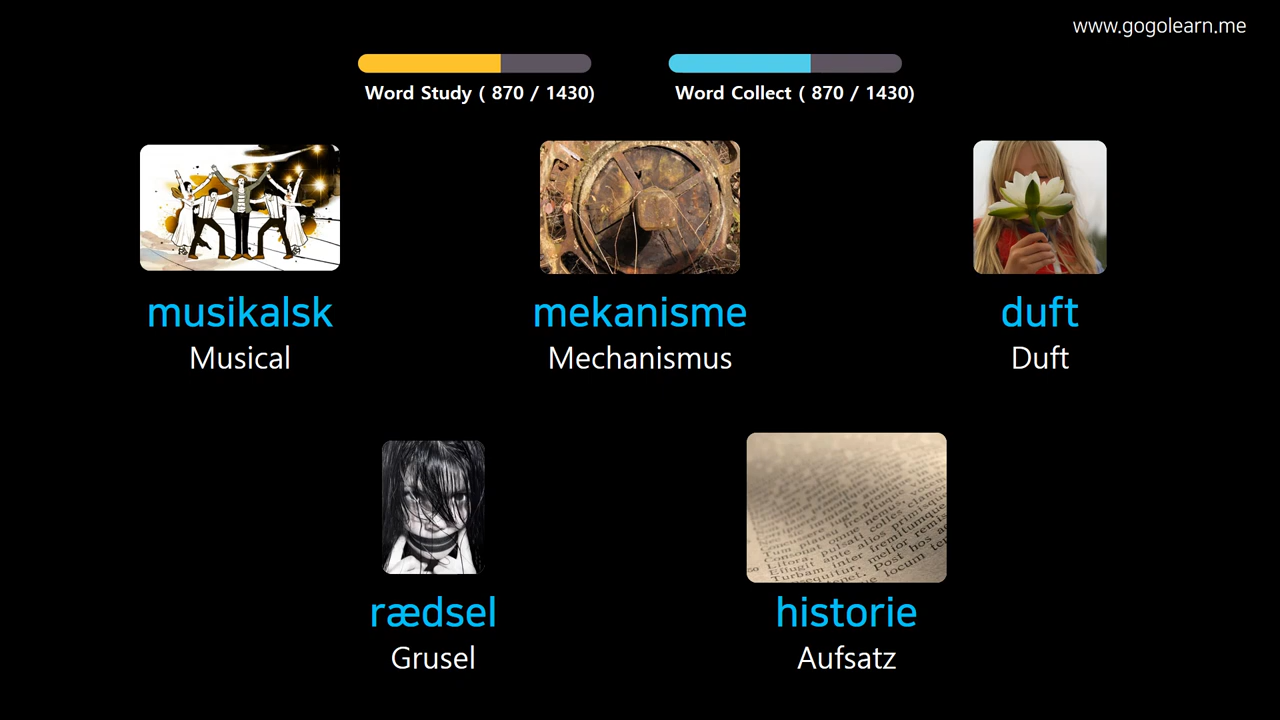 www.gogolearn.me
Word Study ( 870 / 1430)
Word Collect ( 870 / 1430)
musikalsk
Musical
mekanisme
Mechanismus
duft
Duft
rædsel
Grusel
historie
Aufsatz